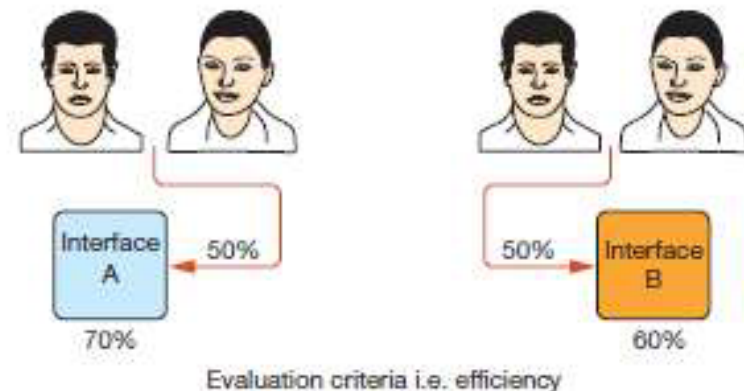 Interface
A
50%
70%
50%
Interface
B
60%
Evaluation criteria i.e. efficiency